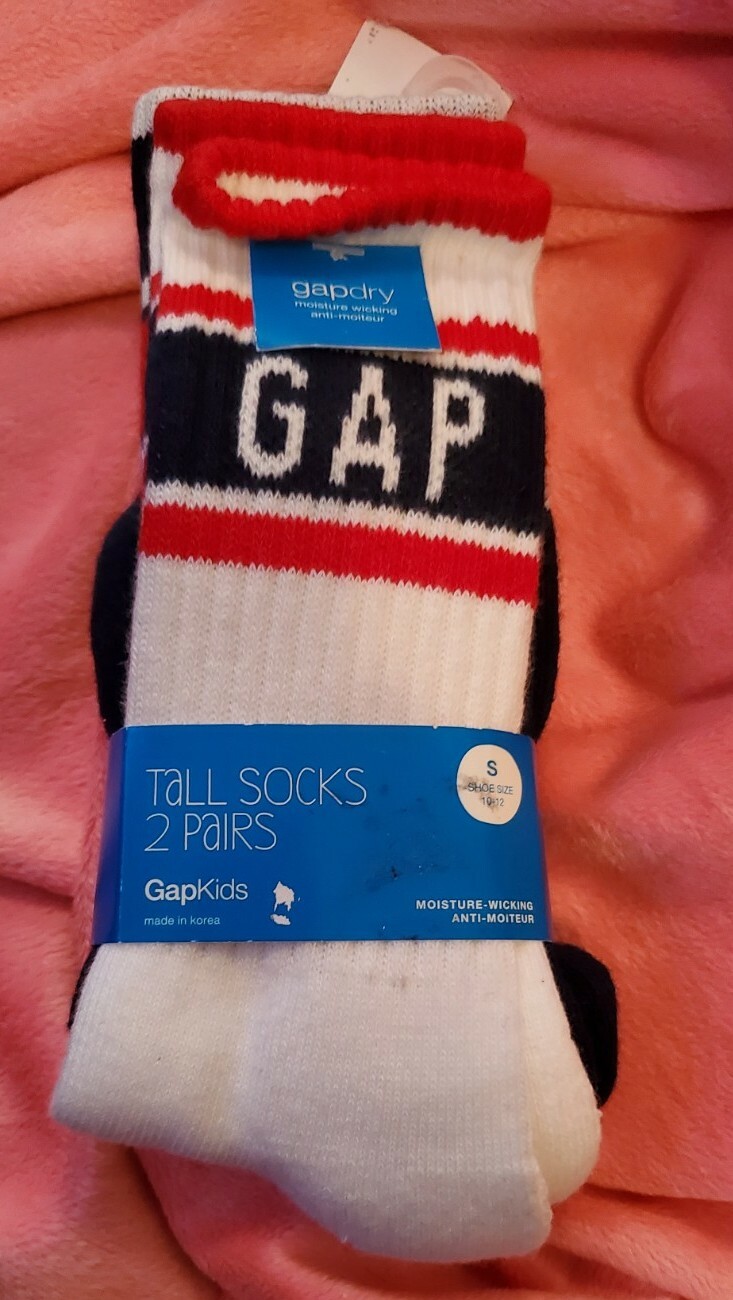 gapdry
moisture wicking
anti-moiteur
GAP
TaLL SOCKS
2 PaIRS
S
SHOE SIZE
10-12
GapKids
made in korea
MOISTURE-WICKING
ANTI-MOITEUR